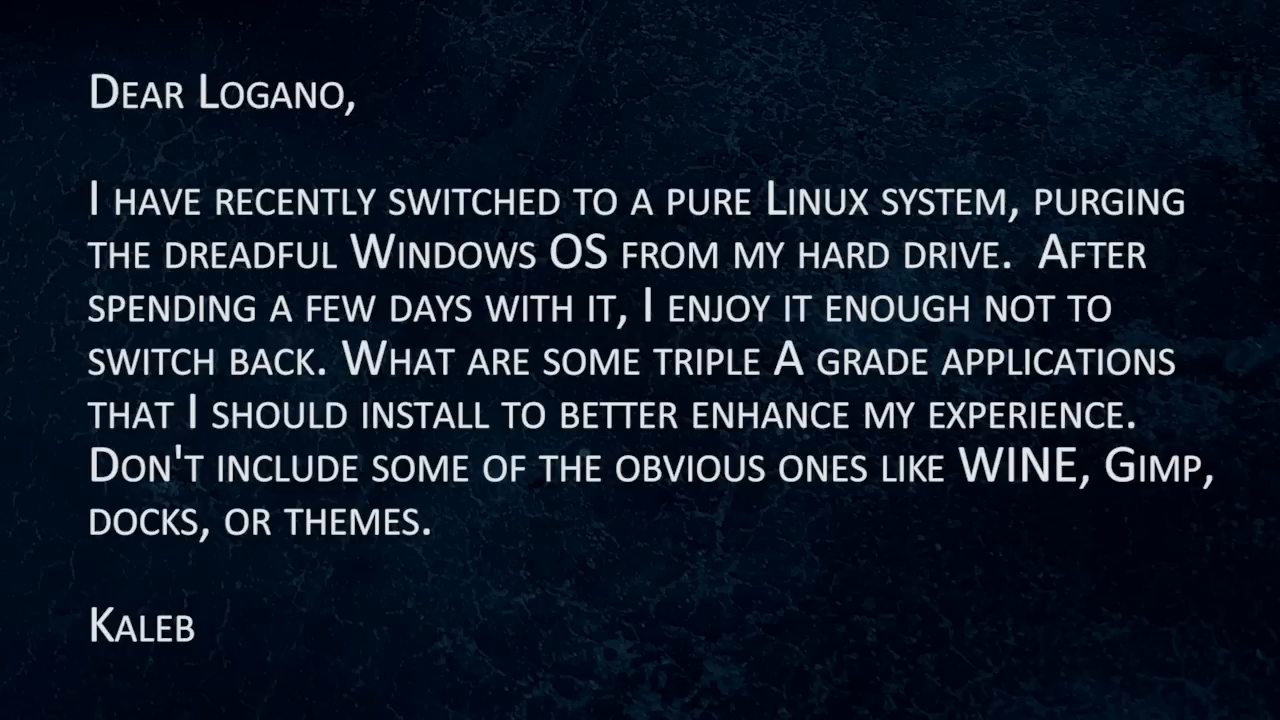 Dear Logano,
I have recently switched to a pure Linux system, purging
the dreadful Windows OS from my hard drive.  After
spending a few days with it, I enjoy it enough not to
switch back. What are some triple A grade applications
that I should install to better enhance my experience.
Don't include some of the obvious ones like WINE, Gimp,
docks, or themes.
Kaleb